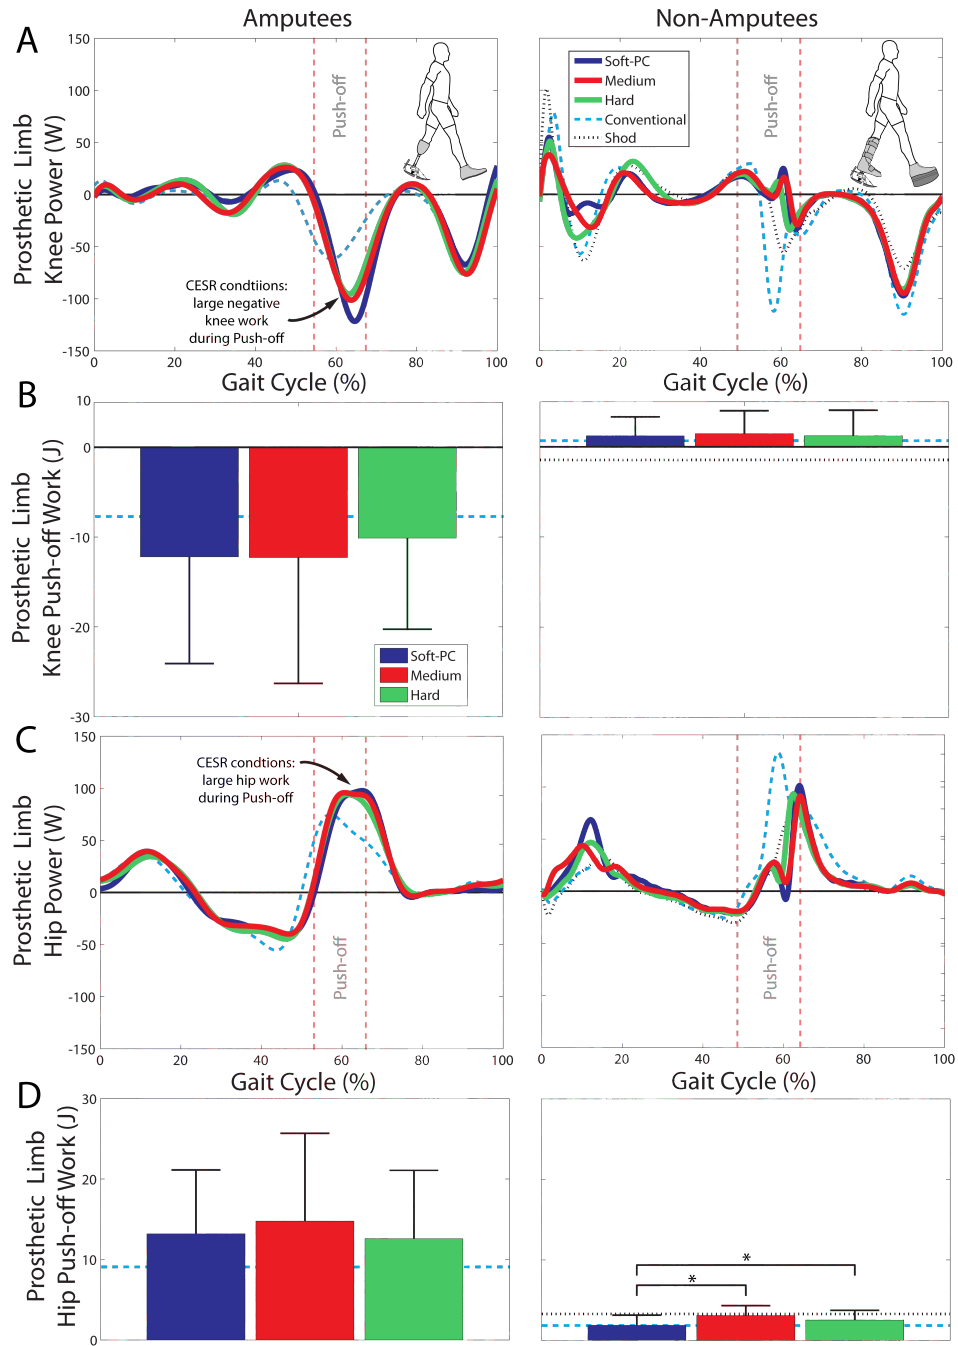 Amputees
Non-Amputees
A
Prosthetic Limb
Knee Power (W)
150
100
50
0
-50
-100
-150
Push-off
CESR condtiions:
large negative
knee work
during Push-off
0
20
40
60
80
100
Gait Cycle (%)
Soft-PC
Medium
Hard
Conventional
Shod
Push-off
0
20
40
60
80
100
Gait Cycle (%)
B
Prosthetic Limb
Knee Push-off Work (J)
10
0
-10
-20
-30
Soft-PC
Medium
Hard
C
Prosthetic Limb
Hip Power (W)
150
100
50
0
-50
-100
-150
CESR condtions:
large hip work
during Push-off
Push-off
0
20
40
60
80
100
Gait Cycle (%)
Push-off
0
20
40
60
80
100
Gait Cycle (%)
D
Prosthetic Limb
Hip Push-off Work (J)
30
20
10
0
*
*